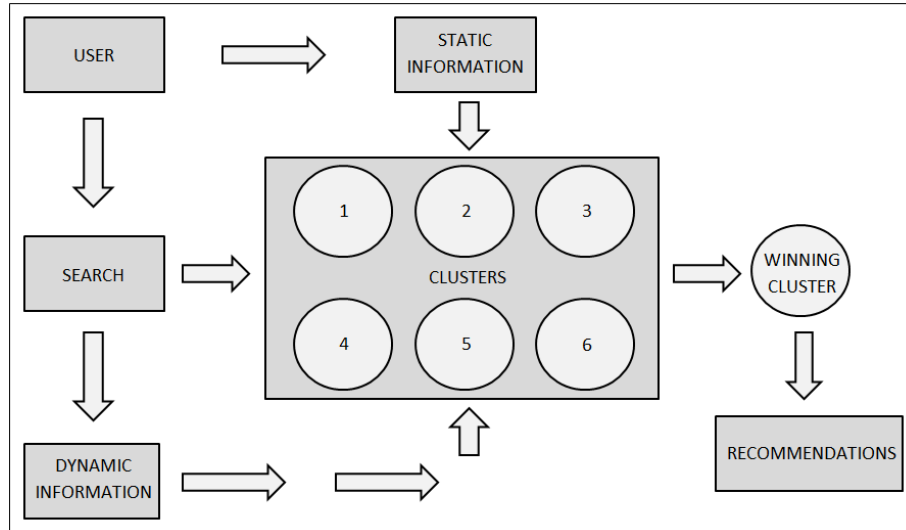 USER
STATIC
INFORMATION
1
2
3
SEARCH
CLUSTERS
WINNING
CLUSTER
4
5
6
DYNAMIC
INFORMATION
RECOMMENDATIONS